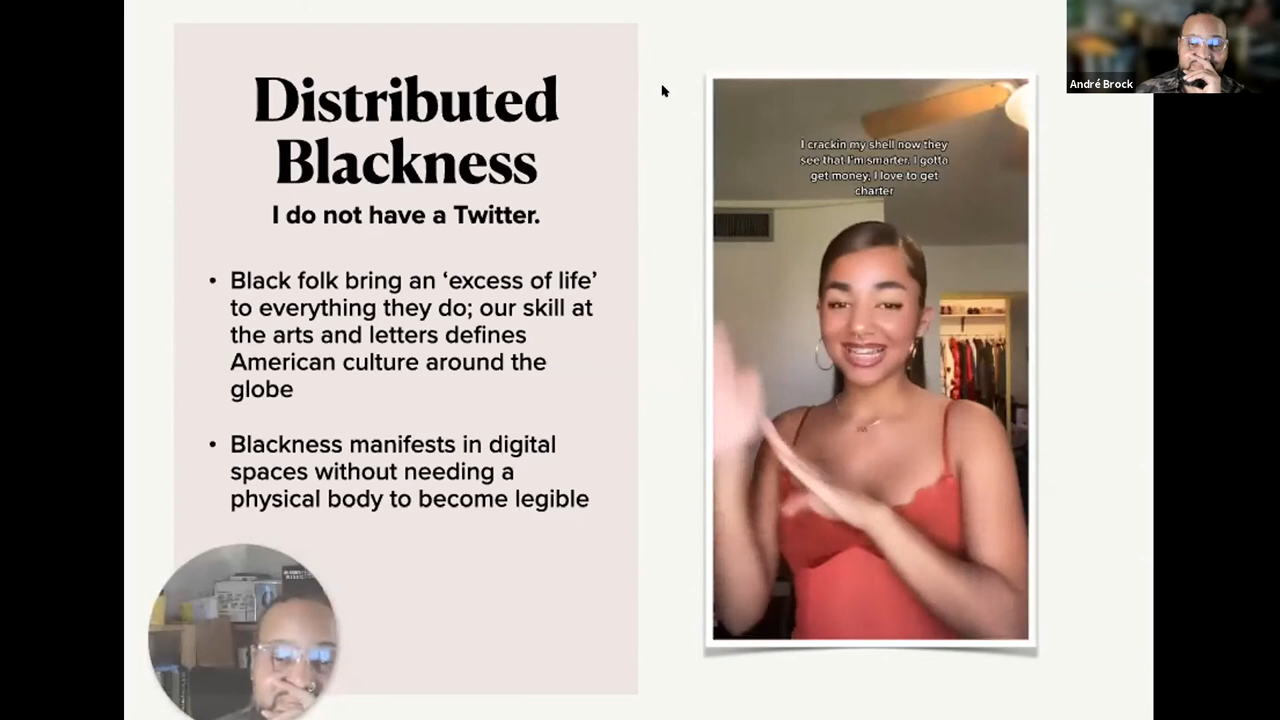 Distributed
Blackness
I do not have a Twitter.
• Black folk bring an ‘excess of life’
to everything they do; our skill at
the arts and letters defines
American culture around the
globe
• Blackness manifests in digital
spaces without needing a
physical body to become legible
I crackin my shell now they
see that I'm smarter. I gotta
get money, I love to get
charter
André Brock